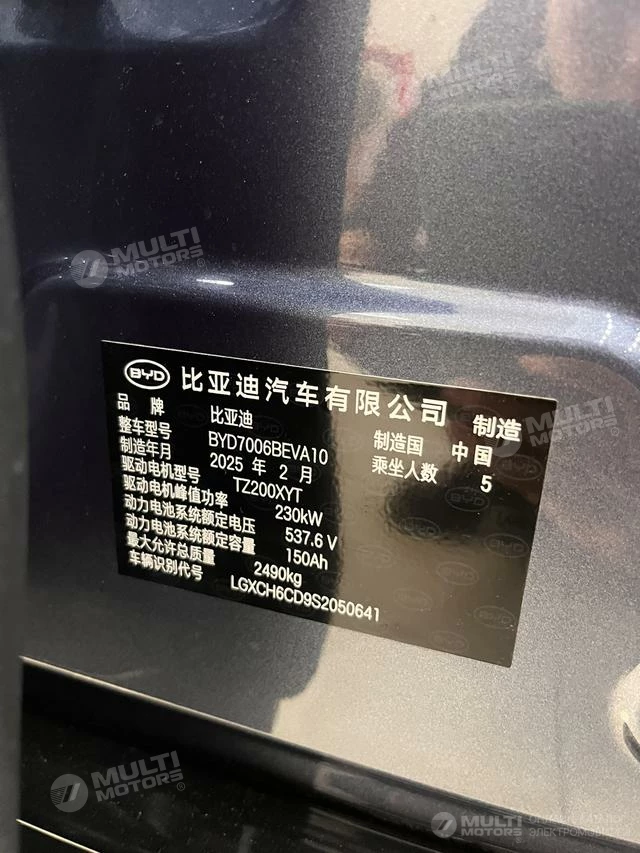 MULTI
MOTORS
MULTI
MOTORS
BYD 比亚迪汽车有限公司 制造
品牌 比亚迪
整车型号 BYD7006BEVA10 制造国 中国
制造年月 2025 年 2 月 乘坐人数 5
驱动电机型号 TZ200XYT
驱动电机峰值功率 230kW
动力电池系统额定电压 537.6 V
动力电池系统额定容量 150Ah
最大允许总质量 2490kg
车辆识别代号 LGXCH6CD9S2050641
MULTI
MOTORS®
MULTI
MOTORS